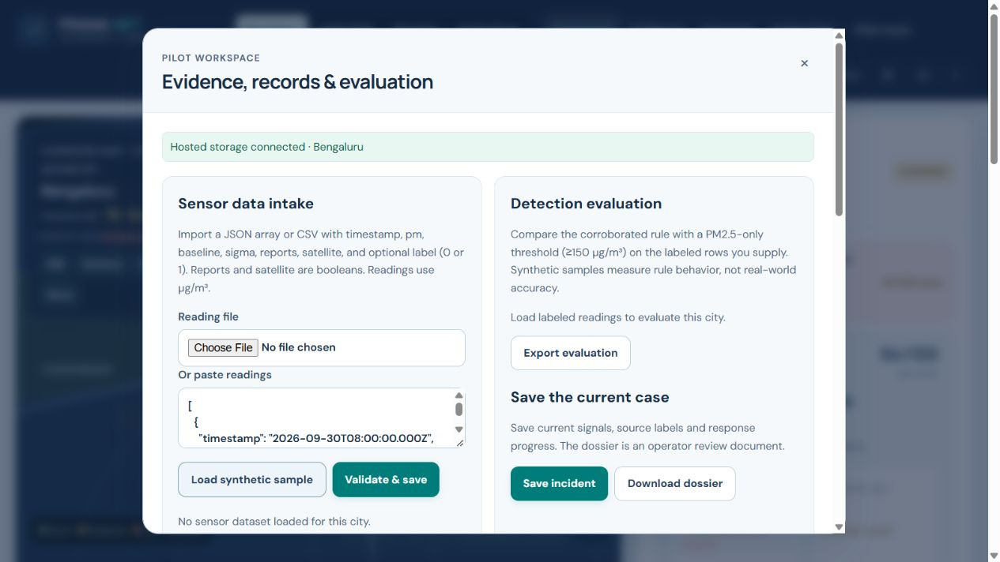 PILOT WORKSPACE
Evidence, records & evaluation
×
Hosted storage connected · Bengaluru
Sensor data intake
Import a JSON array or CSV with timestamp, pm,
baseline, sigma, reports, satellite, and optional label (0 or
1). Reports and satellite are booleans. Readings use
µg/m³.
Reading file
Choose File No file chosen
Or paste readings
[
{
"timestamp": "2026-09-30T08:00:00.000Z",
Load synthetic sample
Validate & save
No sensor dataset loaded for this city.
Detection evaluation
Compare the corroborated rule with a PM2.5-only
threshold (≥150 µg/m³) on the labeled rows you supply.
Synthetic samples measure rule behavior, not real-world
accuracy.
Load labeled readings to evaluate this city.
Export evaluation
Save the current case
Save current signals, source labels and response
progress. The dossier is an operator review document.
Save incident
Download dossier